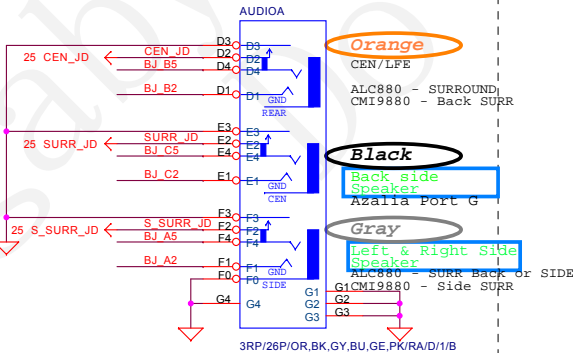 AUDIOA
D3 D3
25 CEN_JD CEN_JD D2 D2
BJ_B5 D4 D4
BJ_B2 D1 D1
GND
REAR
Orange
CEN/LFE
ALC880 - SURROUND
CMI9880 - Back SURR
E3 E3
25 SURR_JD SURR_JD E2 E2
BJ_C5 E4 E4
BJ_C2 E1 E1
GND
CEN
Black
Back side
Speaker
Azalia Port G
F3 F3
25 S_SURR_JD S_SURR_JD F2 F2
BJ_A5 F4 F4
BJ_A2 F1 F1
F0 F0
GND
SIDE
Gray
Left & Right Side
Speaker
ALC880 - SURR Back or SIDE
CMI9880 - Side SURR
G4 G4
G1 G1
G2 G2
G3 G3
3RP/26P/OR,BK,GY,BU,GE,PK/RA/D/1/B